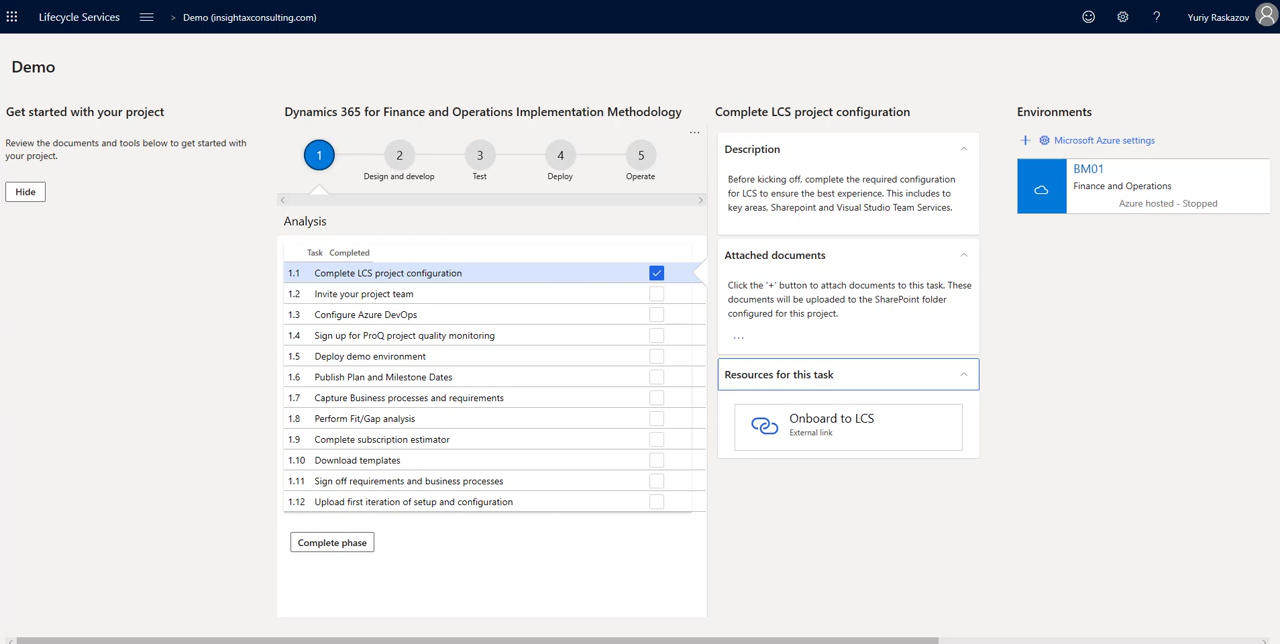 Lifecycle Services
> Demo (insightaxconsulting.com)
?
Yuriy Raskazov
Demo
Get started with your project
Review the documents and tools below to get started with
your project.
Hide
Dynamics 365 for Finance and Operations Implementation Methodology
...
1
2
3
4
5
Design and develop
Test
Deploy
Operate
Analysis
Task Completed
1.1 Complete LCS project configuration
1.2 Invite your project team
1.3 Configure Azure DevOps
1.4 Sign up for ProQ project quality monitoring
1.5 Deploy demo environment
1.6 Publish Plan and Milestone Dates
1.7 Capture Business processes and requirements
1.8 Perform Fit/Gap analysis
1.9 Complete subscription estimator
1.10 Download templates
1.11 Sign off requirements and business processes
1.12 Upload first iteration of setup and configuration
Complete phase
Complete LCS project configuration
Description
Before kicking off. complete the required configuration
for LCS to ensure the best experience. This includes to
key areas, Sharepoint and Visual Studio Team Services.
Attached documents
Click the '+' button to attach documents to this task. These
documents will be uploaded to the SharePoint folder
configured for this project.
...
Resources for this task
Onboard to LCS
External link
Environments
+ Microsoft Azure settings
BM01
Finance and Operations
Azure hosted - Stopped